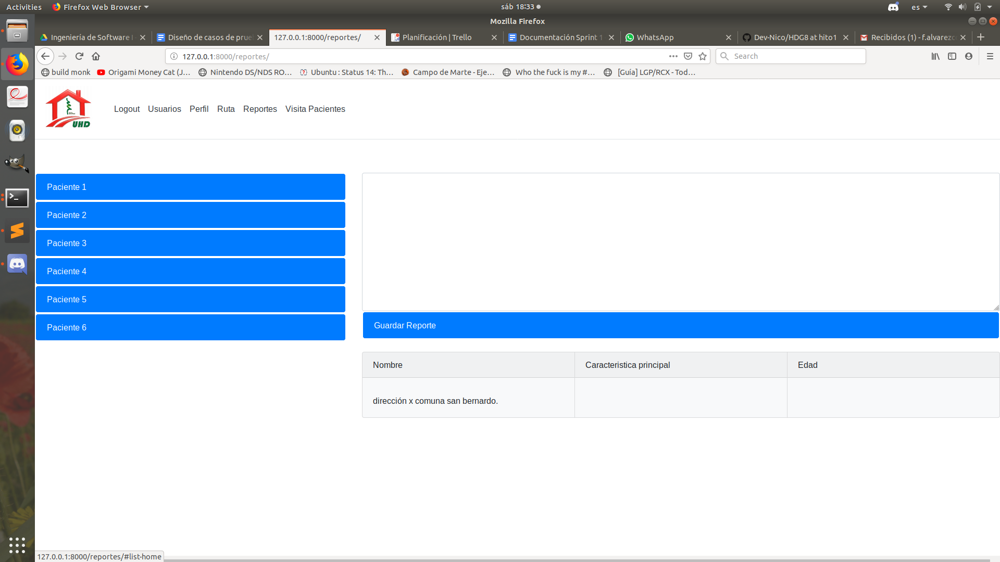 Activities Firefox Web Browser sáb 18:33 es
Mozilla Firefox
Ingeniería de Software I - Diseño de casos de prue 127.0.0.1:8000/reportes/ Planificación | Trello Documentación Sprint 1 WhatsApp Dev-Nico/HDG8 at hito1 Recibidos (1) - f.alvarezc
127.0.0.1:8000/reportes/ Search
build monk Origami Money Cat (J… Nintendo DS/NDS RO… Ubuntu : Status 14: Th… Campo de Marte - Eje… Who the fuck is my #… [Guía] LGP/RCX - Tod…
UHD Logout Usuarios Perfil Ruta Reportes Visita Pacientes
Paciente 1
Paciente 2
Paciente 3
Paciente 4
Paciente 5
Paciente 6
Guardar Reporte
Nombre Caracteristica principal Edad
dirección x comuna san bernardo.
127.0.0.1:8000/reportes/#list-home